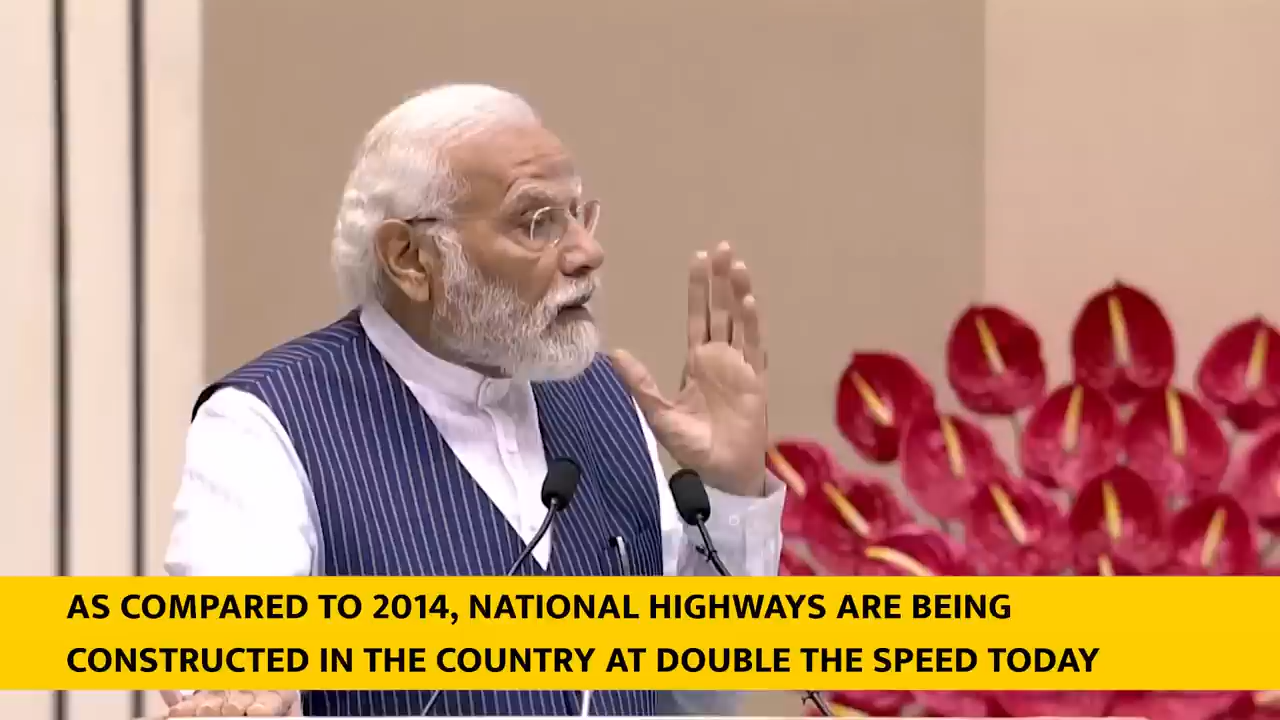 AS COMPARED TO 2014, NATIONAL HIGHWAYS ARE BEING
CONSTRUCTED IN THE COUNTRY AT DOUBLE THE SPEED TODAY